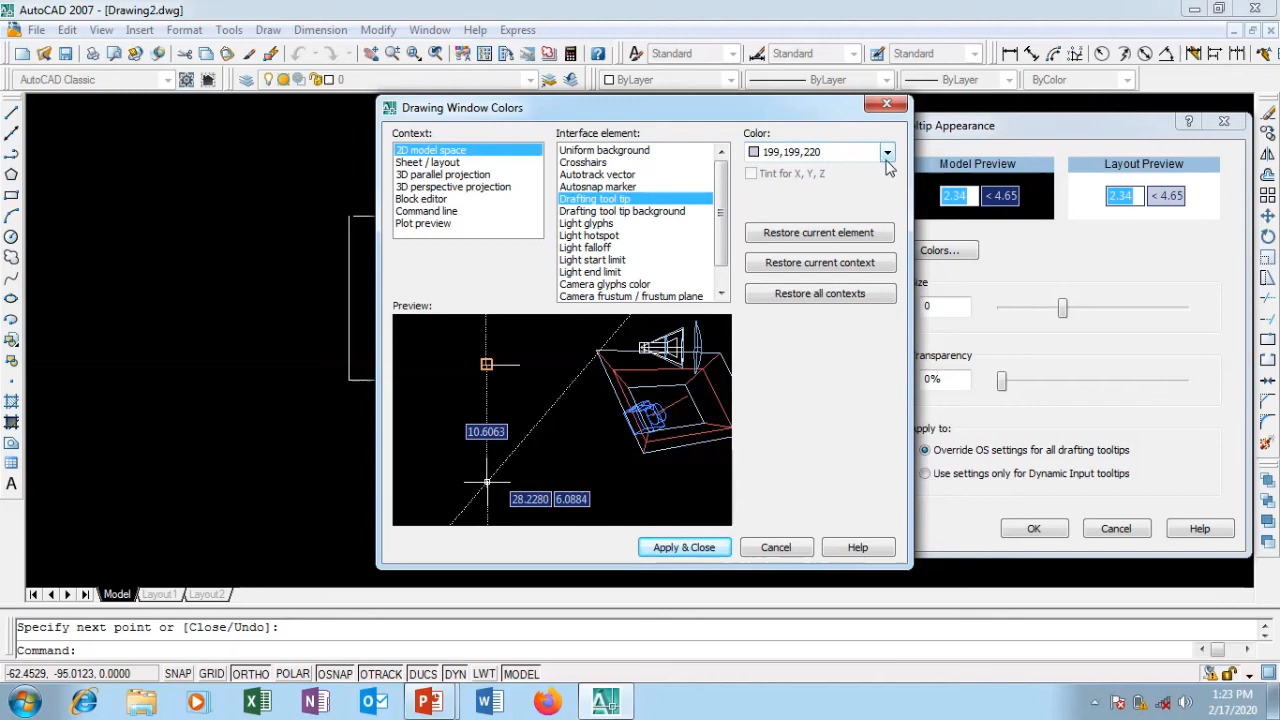 AutoCAD 2007 - [Drawing2.dwg]
File Edit View Insert Format Tools Draw Dimension Modify Window Help Express
Standard Standard Standard
AutoCAD Classic 0 ByLayer ByLayer ByLayer ByColor
Drawing Window Colors
Context:
2D model space
Sheet / layout
3D parallel projection
3D perspective projection
Block editor
Command line
Plot preview
Interface element:
Uniform background
Crosshairs
Autotrack vector
Autosnap marker
Drafting tool tip
Drafting tool tip background
Light glyphs
Light hotspot
Light falloff
Light start limit
Light end limit
Camera glyphs color
Camera frustum / frustum plane
Color:
199,199,220
Tint for X, Y, Z
Restore current element
Restore current context
Restore all contexts
Preview:
10.6063
28.2280 6.0884
Apply & Close Cancel Help
Appearance
Model Preview Layout Preview
2.34 < 4.65 2.34 < 4.65
Colors...
0
0%
to:
Override OS settings for all drafting tooltips
Use settings only for Dynamic Input tooltips
OK Cancel Help
Model Layout1 Layout2
Specify next point or [Close/Undo]:
Command:
-62.4529, -95.0123, 0.0000 SNAP GRID ORTHO POLAR OSNAP OTRACK DUCS DYN LWT MODEL
1:23 PM
2/17/2020